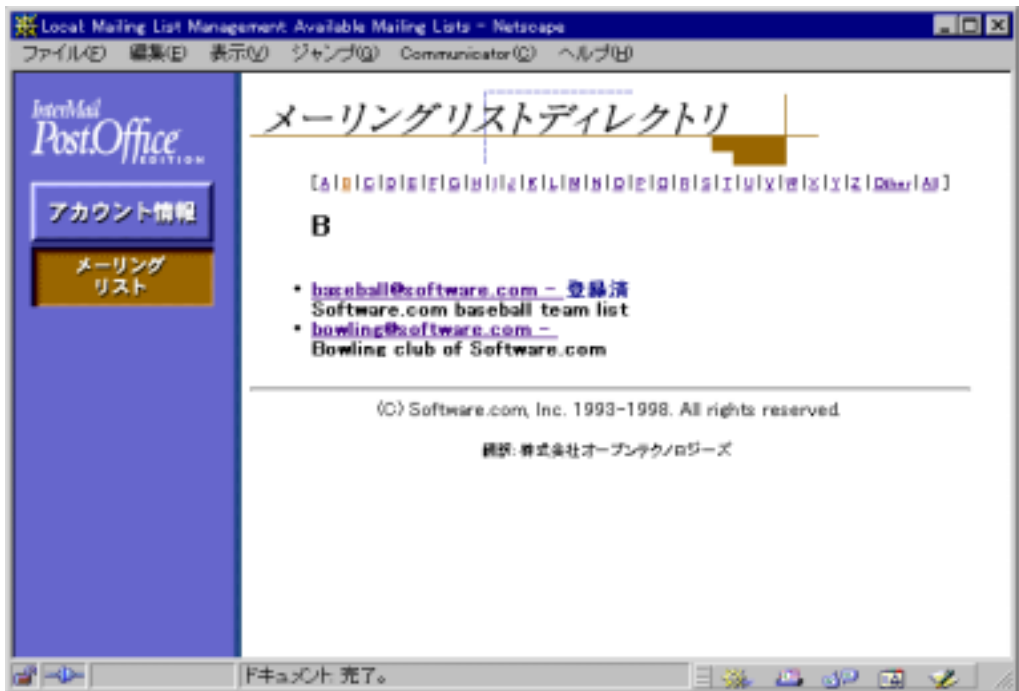 Local Mailing List Management Available Mailing Lists - Netscape
ファイル(F) 編集(E) 表示(V) ジャンプ(G) Communicator(C) ヘルプ(H)
InterMail
Post.Office
EDITION
アカウント情報
メーリング
リスト
メーリングリストディレクトリ
[A|B|C|D|E|F|G|H|I|J|K|L|M|N|O|P|Q|R|S|T|U|V|W|X|Y|Z|Other|All]
B
• baseball@software.com - 登録済
Software.com baseball team list
• bowling@software.com -
Bowling club of Software.com
(C) Software.com, Inc. 1993-1998. All rights reserved.
翻訳: 株式会社オープンテクノロジーズ
ドキュメント: 完了。